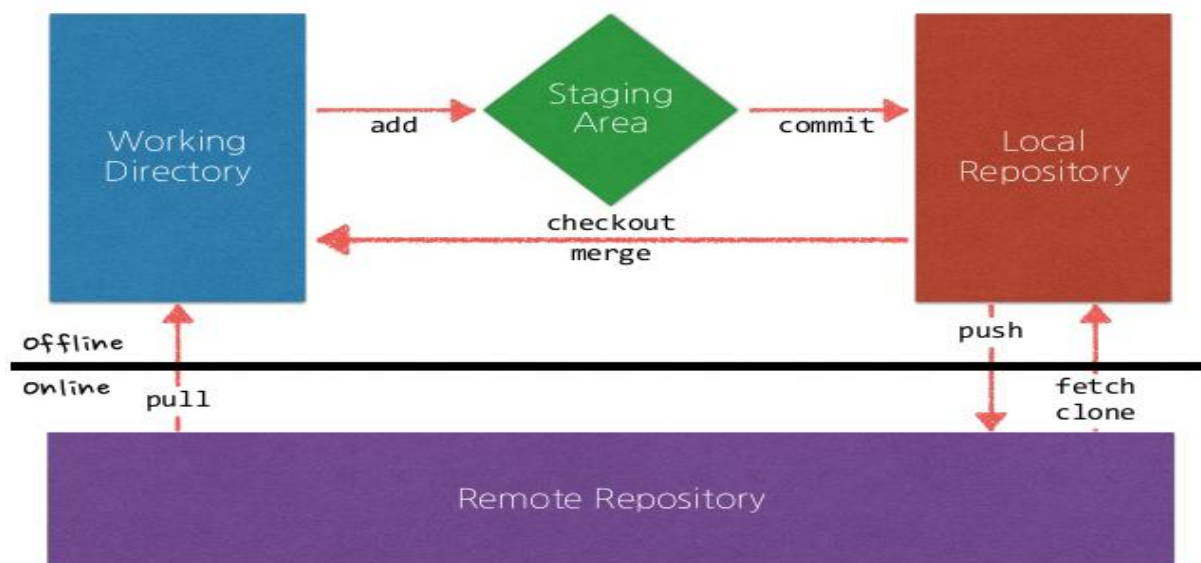 Working
Directory
add
Staging
Area
commit
Local
Repository
checkout
merge
Offline
Online
pull
push
fetch
clone
Remote Repository